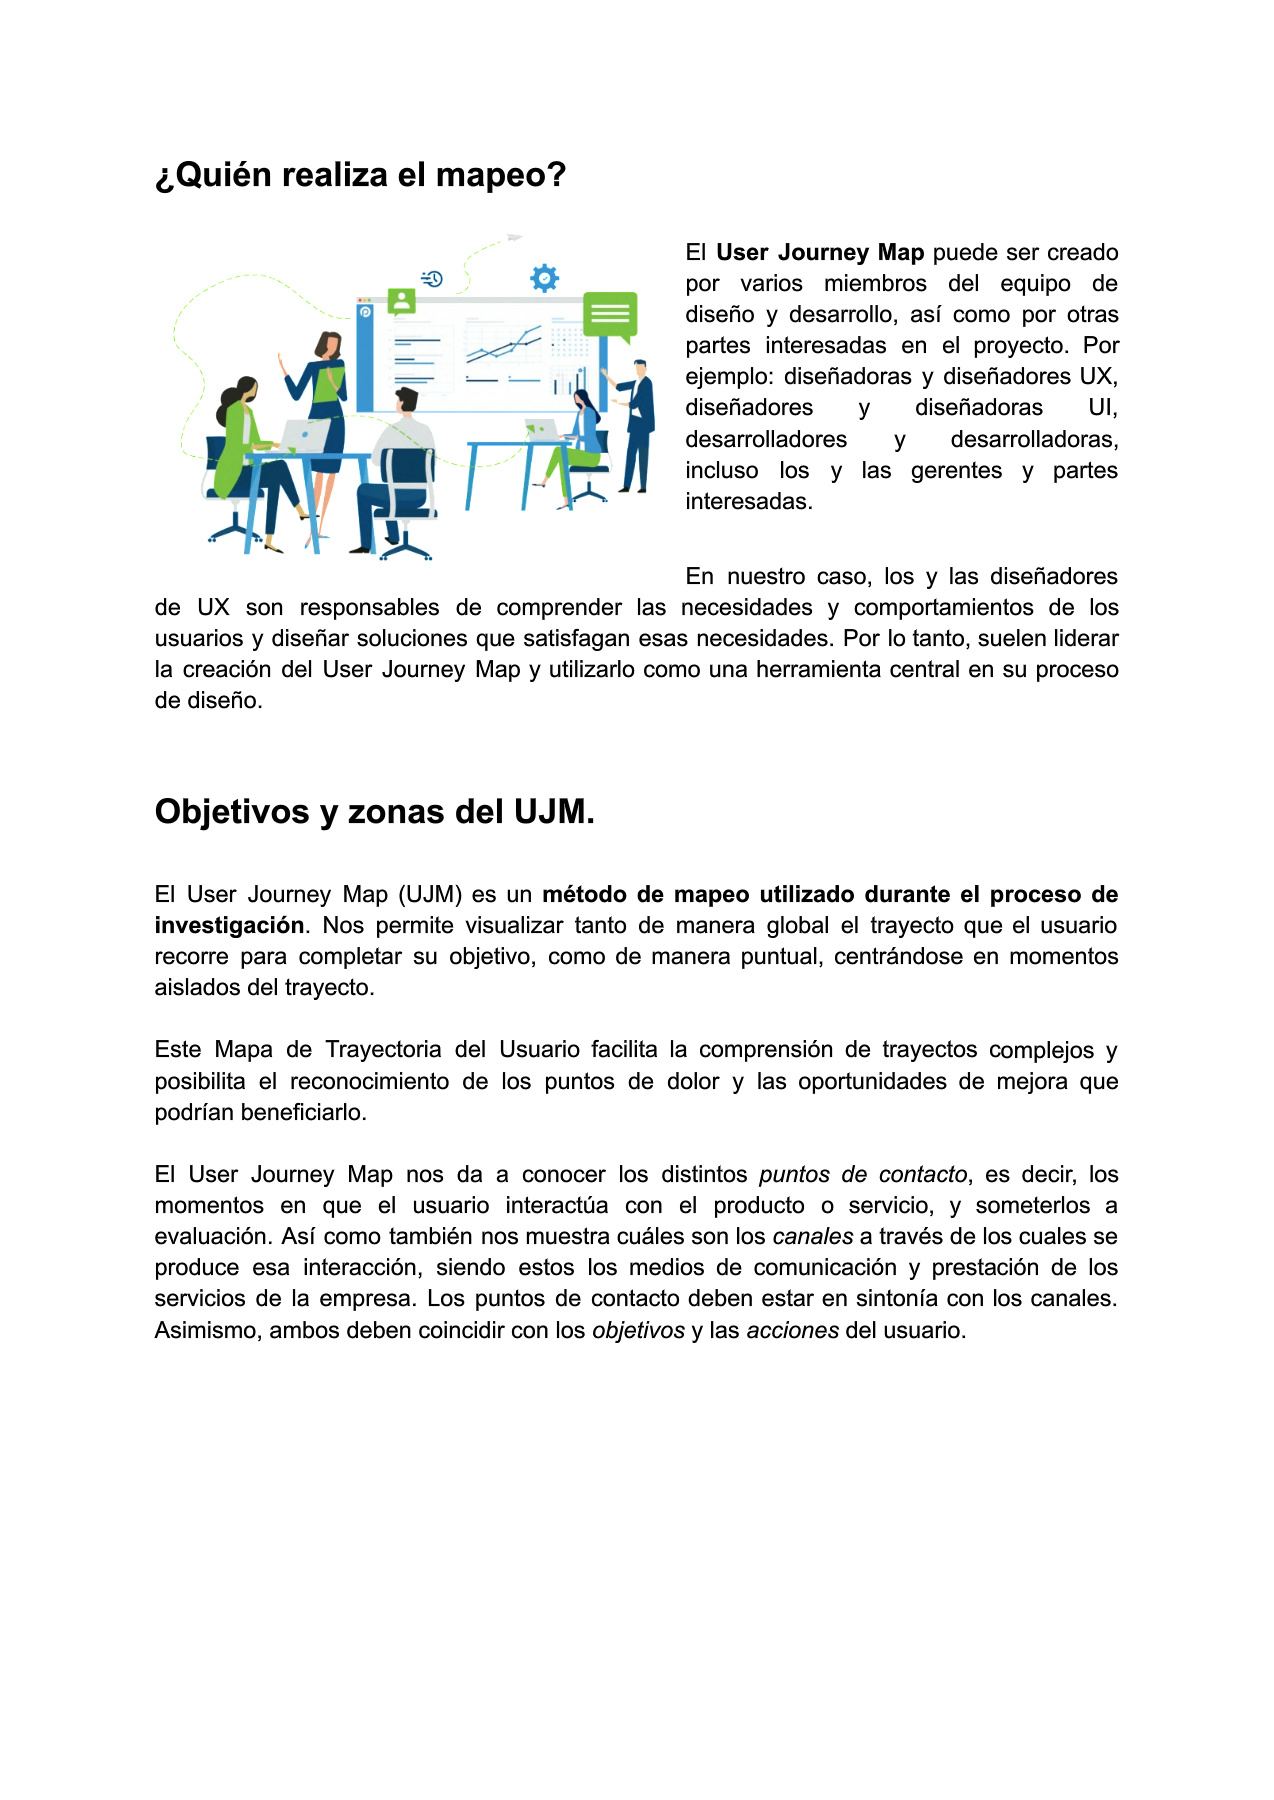 ¿Quién realiza el mapeo?
El User Journey Map puede ser creado
por varios miembros del equipo de
diseño y desarrollo, así como por otras
partes interesadas en el proyecto. Por
ejemplo: diseñadoras y diseñadores UX,
diseñadores y diseñadoras UI,
desarrolladores y desarrolladoras,
incluso los y las gerentes y partes
interesadas.
En nuestro caso, los y las diseñadores
de UX son responsables de comprender las necesidades y comportamientos de los
usuarios y diseñar soluciones que satisfagan esas necesidades. Por lo tanto, suelen liderar
la creación del User Journey Map y utilizarlo como una herramienta central en su proceso
de diseño.
Objetivos y zonas del UJM.
El User Journey Map (UJM) es un método de mapeo utilizado durante el proceso de
investigación. Nos permite visualizar tanto de manera global el trayecto que el usuario
recorre para completar su objetivo, como de manera puntual, centrándose en momentos
aislados del trayecto.
Este Mapa de Trayectoria del Usuario facilita la comprensión de trayectos complejos y
posibilita el reconocimiento de los puntos de dolor y las oportunidades de mejora que
podrían beneficiarlo.
El User Journey Map nos da a conocer los distintos puntos de contacto, es decir, los
momentos en que el usuario interactúa con el producto o servicio, y someterlos a
evaluación. Así como también nos muestra cuáles son los canales a través de los cuales se
produce esa interacción, siendo estos los medios de comunicación y prestación de los
servicios de la empresa. Los puntos de contacto deben estar en sintonía con los canales.
Asimismo, ambos deben coincidir con los objetivos y las acciones del usuario.